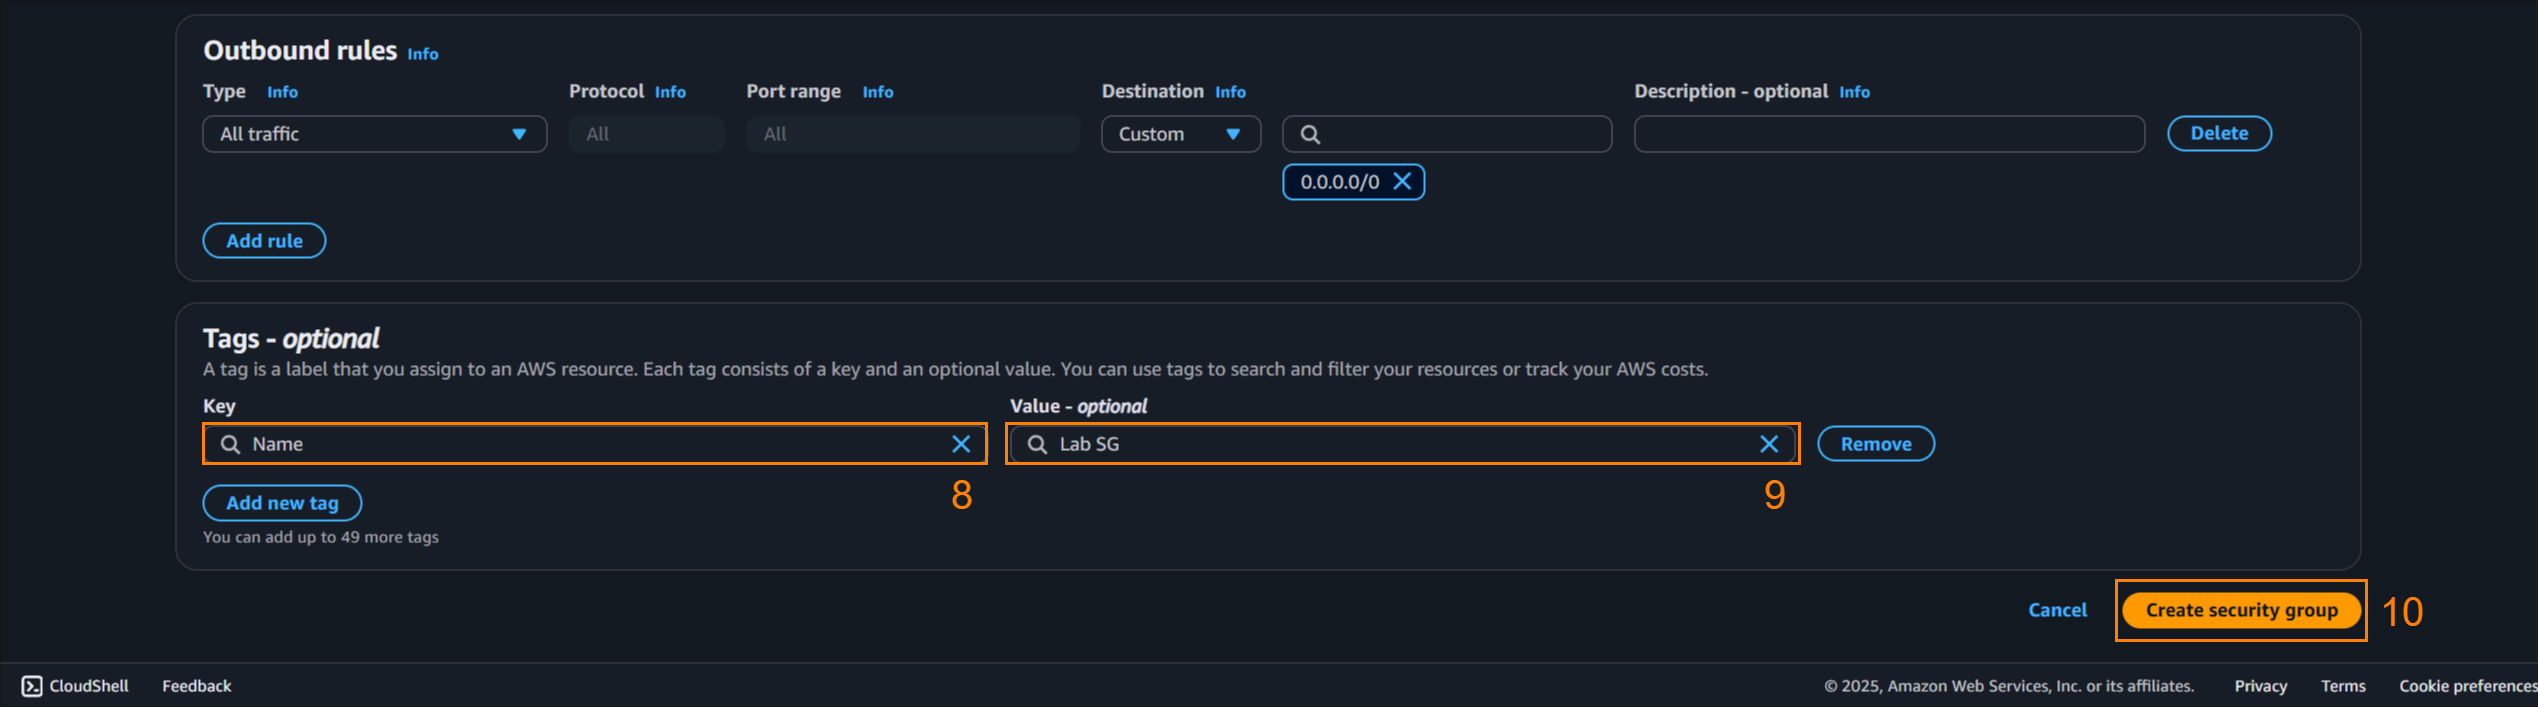 Outbound rules Info
Type Info Protocol Info Port range Info Destination Info Description - optional Info
All traffic All All Custom Delete
0.0.0.0/0
Add rule
Tags - optional
A tag is a label that you assign to an AWS resource. Each tag consists of a key and an optional value. You can use tags to search and filter your resources or track your AWS costs.
Key Value - optional
Name Lab SG Remove
8 9
Add new tag
You can add up to 49 more tags
Cancel Create security group 10
CloudShell Feedback © 2025, Amazon Web Services, Inc. or its affiliates. Privacy Terms Cookie preferences